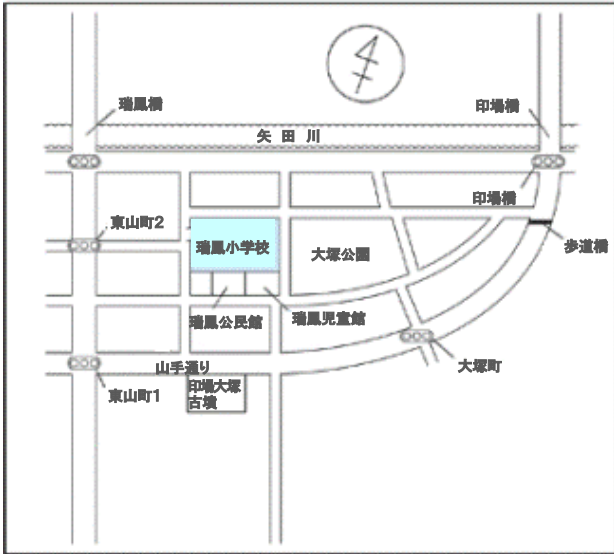 瑞鳳橋
印場橋
矢田川
印場橋
東山町2
歩道橋
瑞鳳小学校
大塚公園
瑞鳳公民館
瑞鳳児童館
大塚町
山手通り
東山町1
印場大塚
古墳